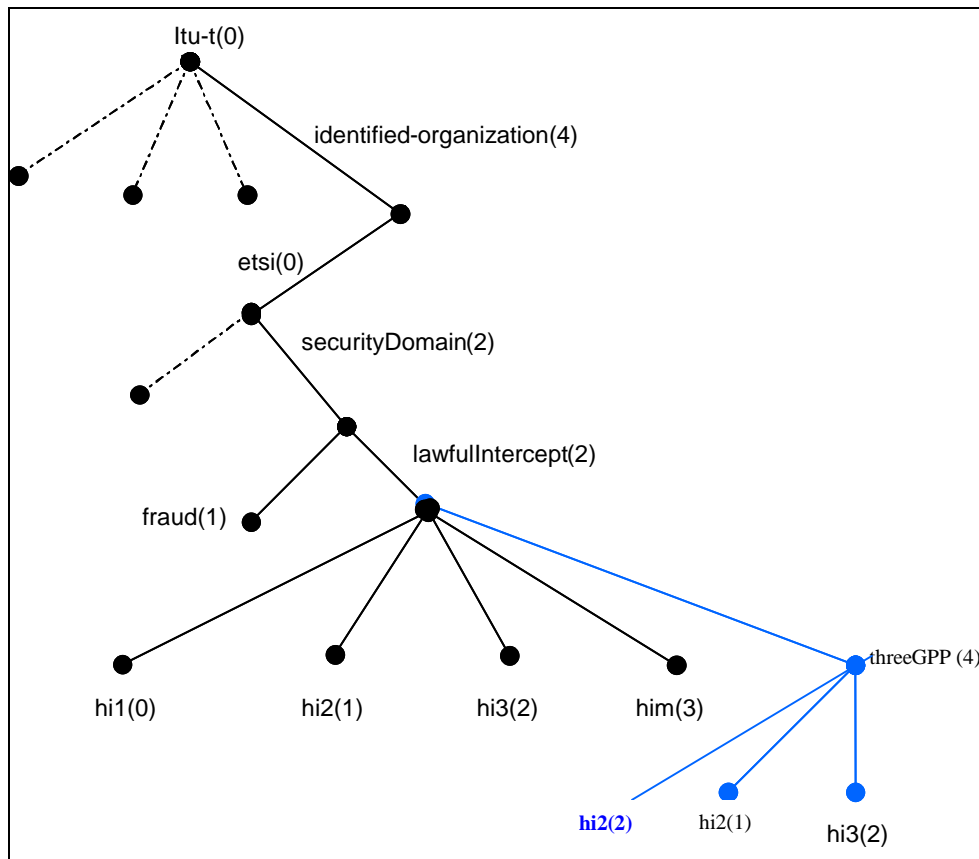 Itu-t(0)
identified-organization(4)
etsi(0)
securityDomain(2)
lawfulIntercept(2)
fraud(1)
threeGPP (4)
hi1(0)
hi2(1)
hi3(2)
him(3)
hi2(2)
hi2(1)
hi3(2)